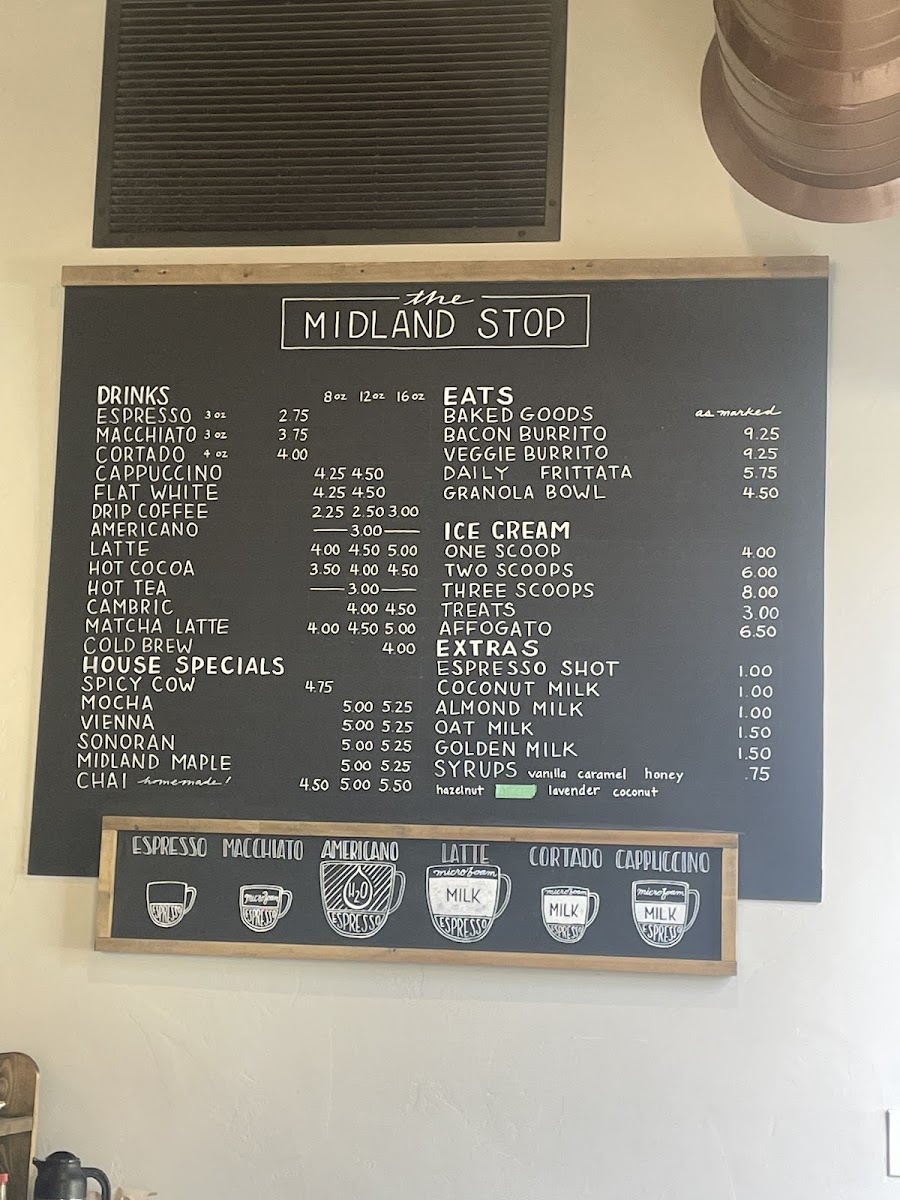 the
MIDLAND STOP
DRINKS 8oz 12oz 16oz
ESPRESSO 3 oz 2.75
MACCHIATO 3 oz 3.75
CORTADO 4 oz 4.00
CAPPUCCINO 4.25 4.50
FLAT WHITE 4.25 4.50
DRIP COFFEE 2.25 2.50 3.00
AMERICANO 3.00
LATTE 4.00 4.50 5.00
HOT COCOA 3.50 4.00 4.50
HOT TEA 3.00
CAMBRIC 4.00 4.50
MATCHA LATTE 4.00 4.50 5.00
COLD BREW 4.00
HOUSE SPECIALS
SPICY COW 4.75
MOCHA 5.00 5.25
VIENNA 5.00 5.25
SONORAN 5.00 5.25
MIDLAND MAPLE 5.00 5.25
CHAI homemade! 4.50 5.00 5.50
EATS
BAKED GOODS as marked
BACON BURRITO 9.25
VEGGIE BURRITO 9.25
DAILY FRITTATA 5.75
GRANOLA BOWL 4.50
ICE CREAM
ONE SCOOP 4.00
TWO SCOOPS 6.00
THREE SCOOPS 8.00
TREATS 3.00
AFFOGATO 6.50
EXTRAS
ESPRESSO SHOT 1.00
COCONUT MILK 1.00
ALMOND MILK 1.00
OAT MILK 1.50
GOLDEN MILK 1.50
SYRUPS vanilla caramel honey .75
hazelnut lavender coconut
ESPRESSO MACCHIATO AMERICANO LATTE CORTADO CAPPUCCINO
ESPRESSO
microfoam
ESPRESSO
H2O
ESPRESSO
microfoam
MILK
ESPRESSO
microfoam
MILK
ESPRESSO
microfoam
MILK
ESPRESSO